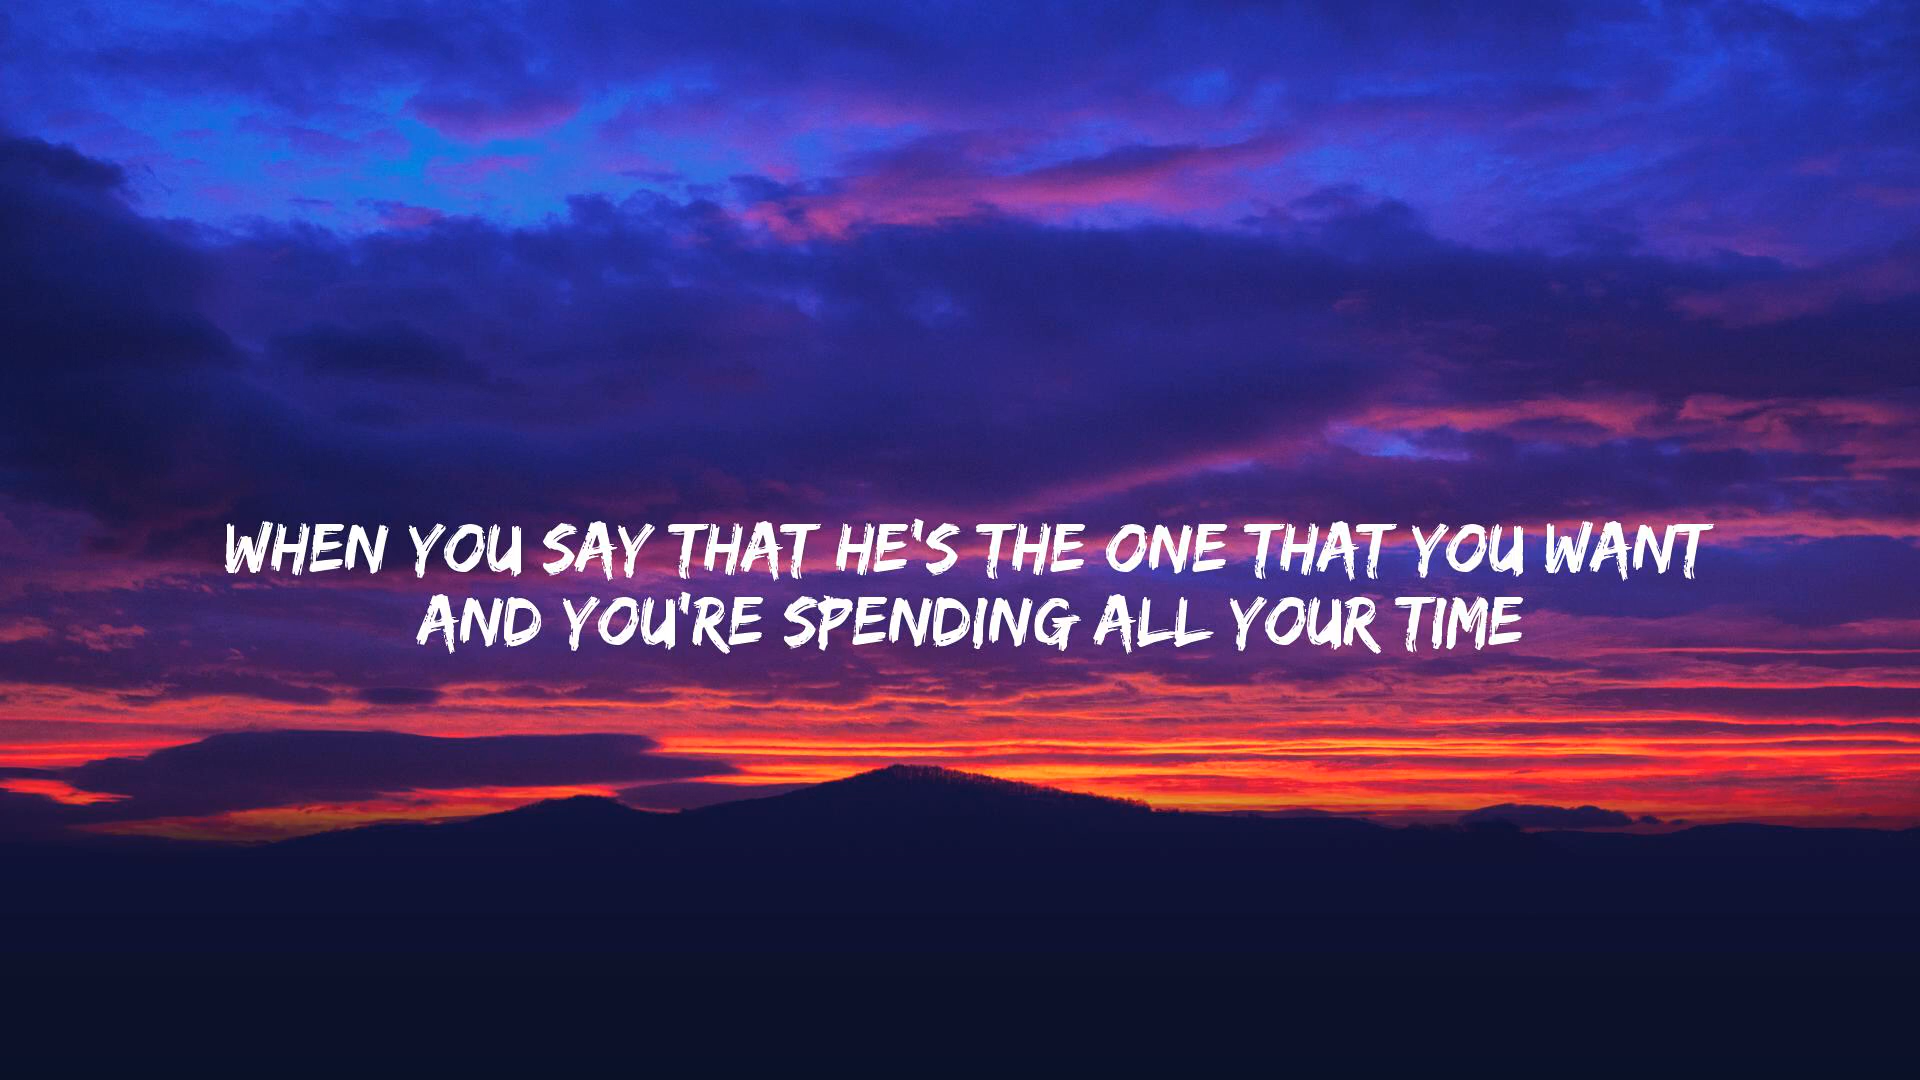 WHEN YOU SAY THAT HE'S THE ONE THAT YOU WANT
AND YOU'RE SPENDING ALL YOUR TIME